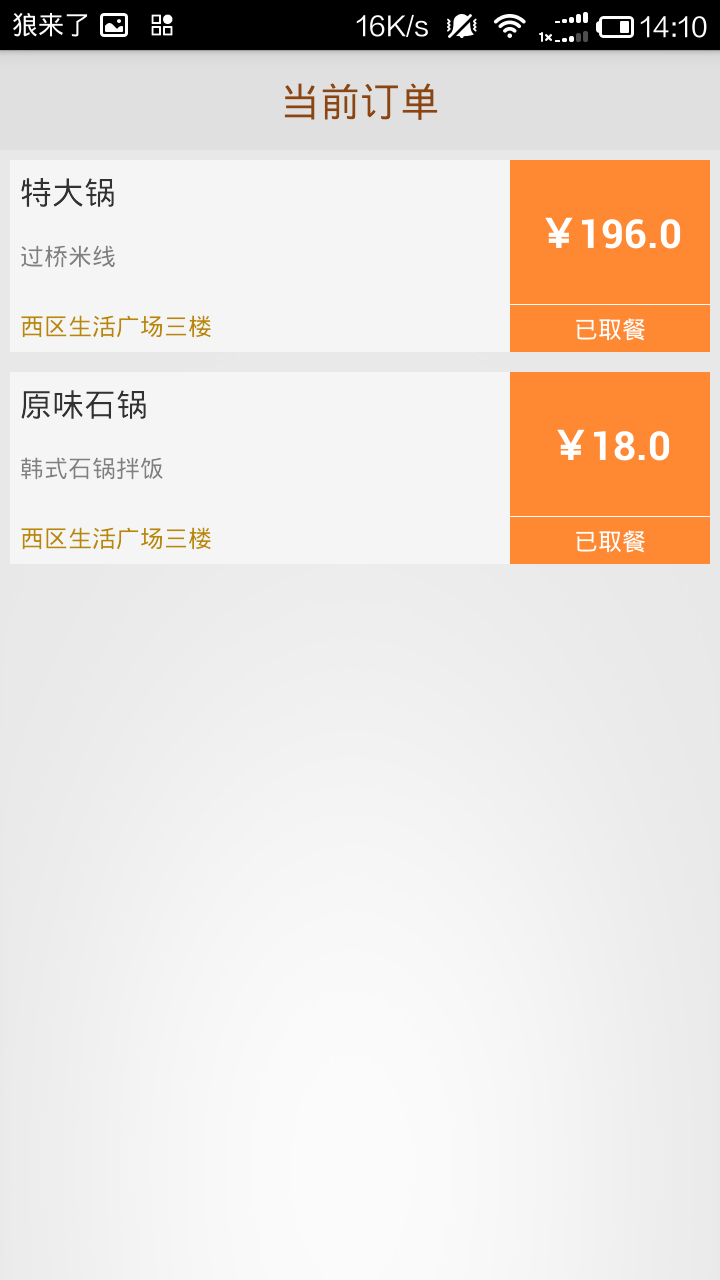 狼来了 16K/s 1x 14:10
当前订单
特大锅
过桥米线
西区生活广场三楼
￥196.0
已取餐
原味石锅
韩式石锅拌饭
西区生活广场三楼
￥18.0
已取餐